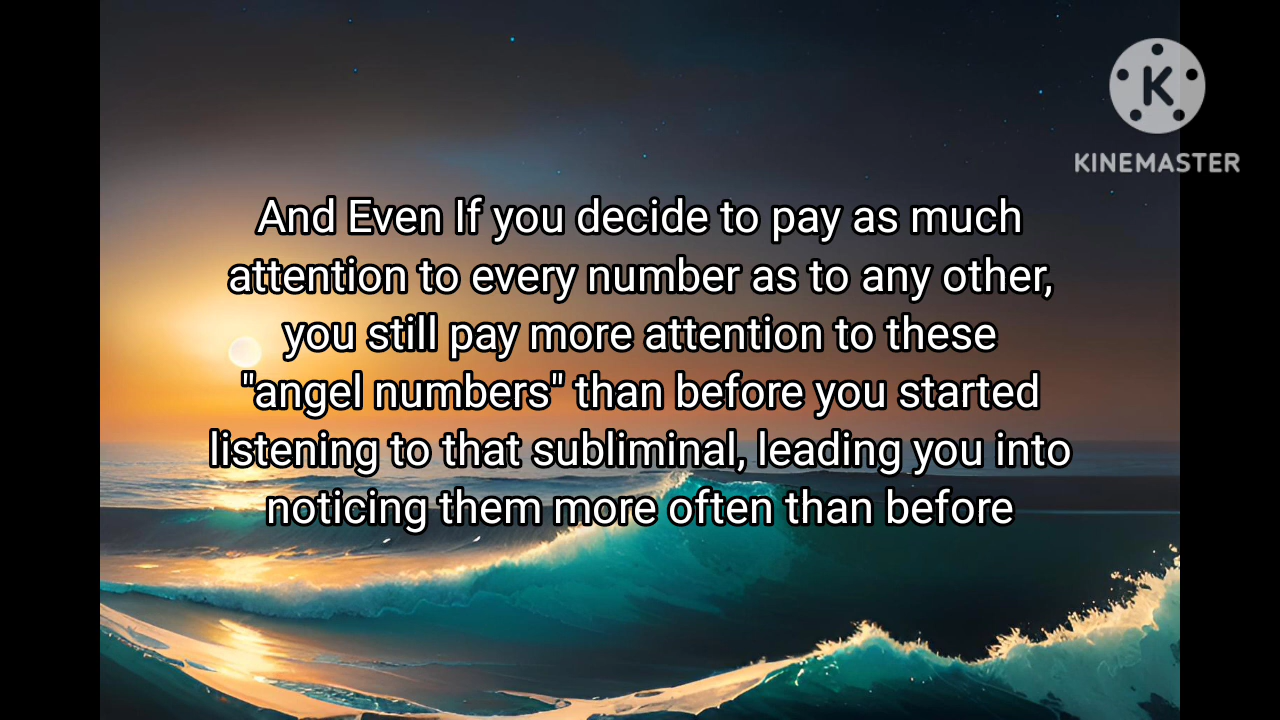 K
KINEMASTER
And Even If you decide to pay as much
attention to every number as to any other,
you still pay more attention to these
"angel numbers" than before you started
listening to that subliminal, leading you into
noticing them more often than before